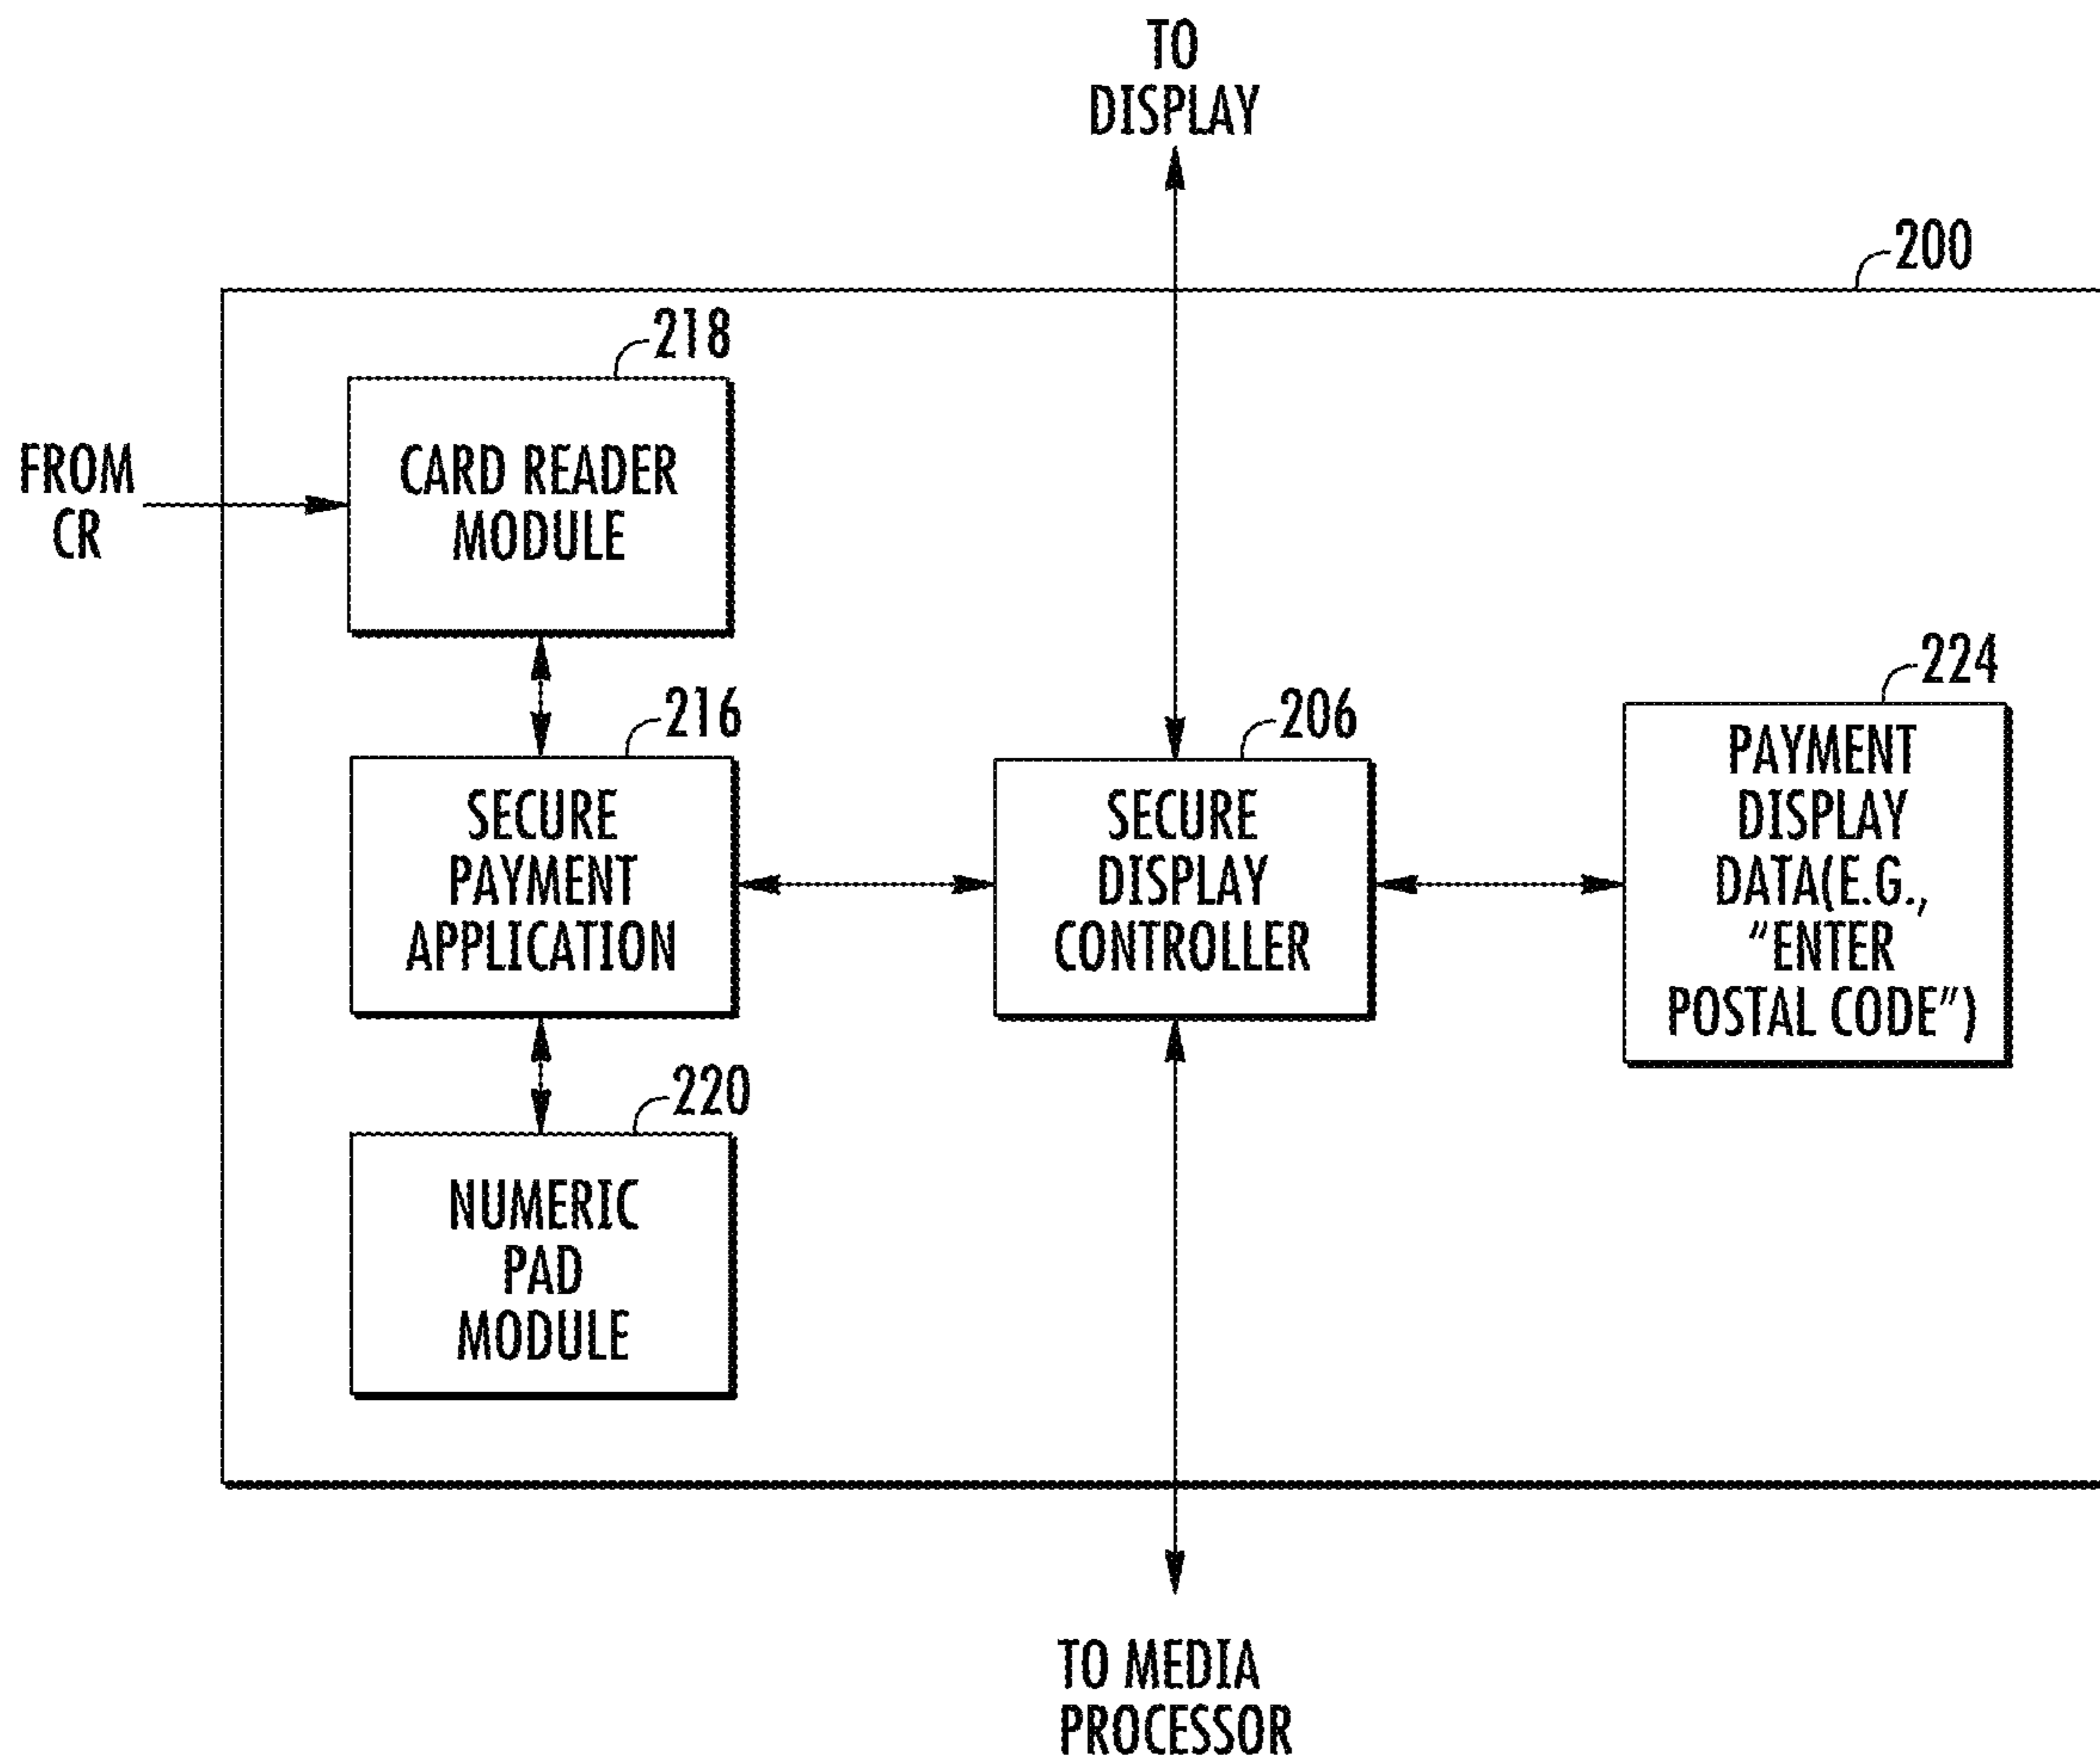 TO
DISPLAY
200
218
CARD READER
MODULE
FROM
CR
216
SECURE
PAYMENT
APPLICATION
206
SECURE
DISPLAY
CONTROLLER
224
PAYMENT
DISPLAY
DATA(E.G.,
"ENTER
POSTAL CODE")
220
NUMERIC
PAD
MODULE
TO MEDIA
PROCESSOR